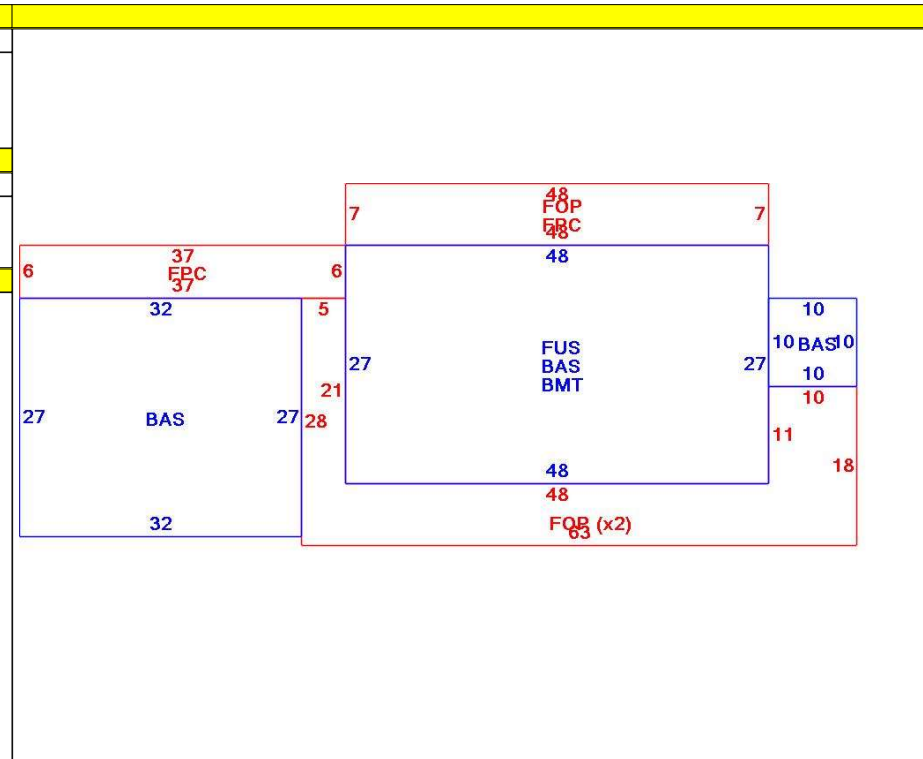 48
7 FOP 7
FPC
48
37
6 FPC 6
37
48
32
5
10
FUS
BAS
BMT
10 BAS 10
27 27
10
21
10
27 BAS 27 28
11
18
48
48
32
FOP (x2)
63